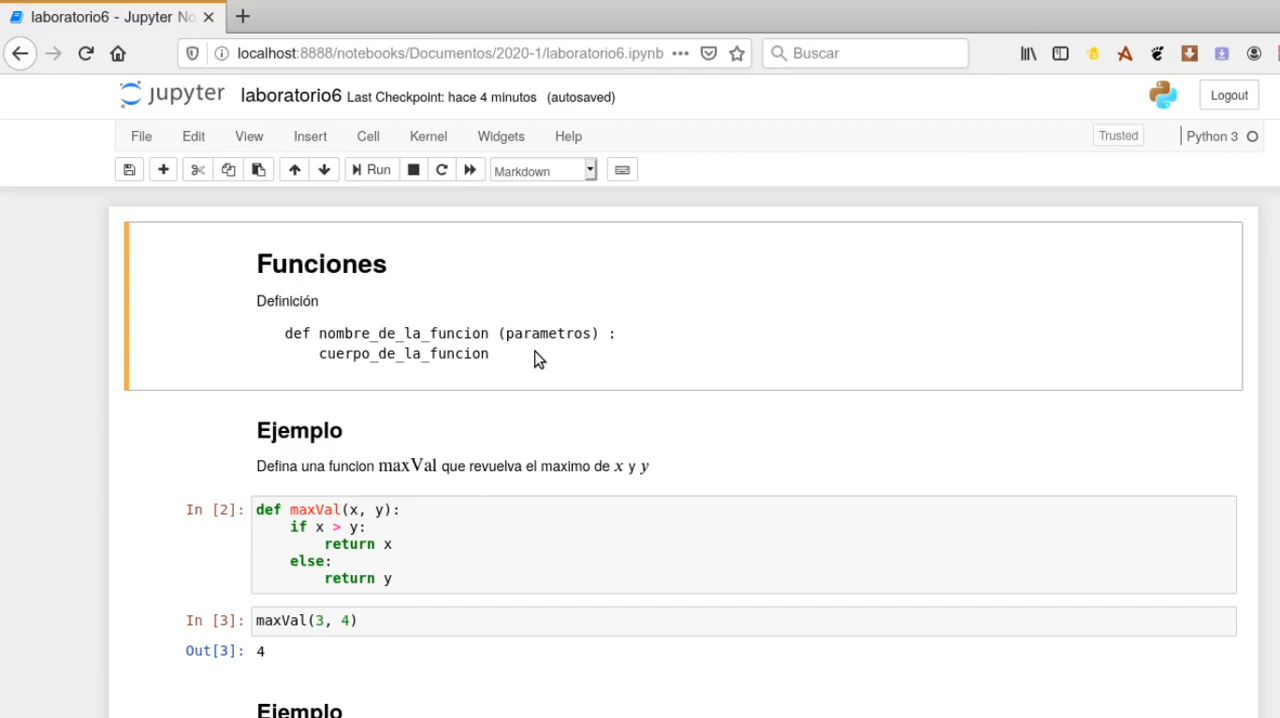 laboratorio6 - Jupyter No
localhost:8888/notebooks/Documentos/2020-1/laboratorio6.ipynb
Buscar
jupyter laboratorio6 Last Checkpoint: hace 4 minutos (autosaved)
Logout
File Edit View Insert Cell Kernel Widgets Help
Trusted
Python 3
Run
Markdown
Funciones
Definición
def nombre_de_la_funcion (parametros) :
    cuerpo_de_la_funcion
Ejemplo
Defina una funcion maxVal que revuelva el maximo de x y y
In [2]: def maxVal(x, y):
    if x > y:
        return x
    else:
        return y
In [3]: maxVal(3, 4)
Out[3]: 4
Ejemplo